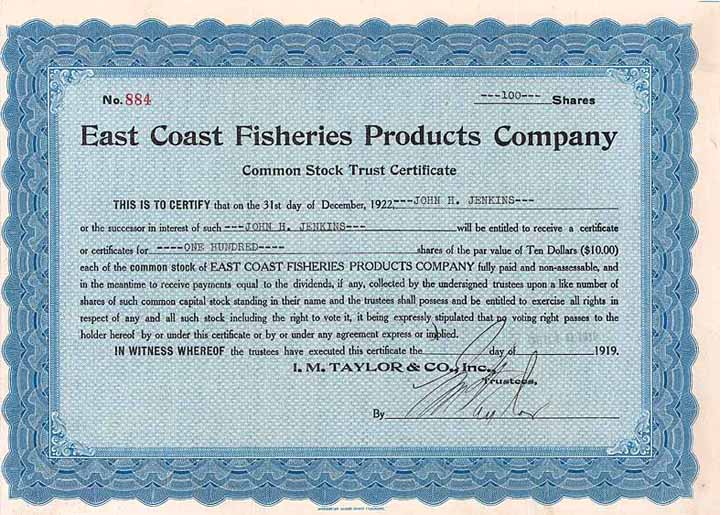 No. 884 ---100--- Shares
East Coast Fisheries Products Company
Common Stock Trust Certificate
THIS IS TO CERTIFY that on the 31st day of December, 1922, ---JOHN H. JENKINS---
or the successor in interest of such ---JOHN H. JENKINS--- will be entitled to receive a certificate
or certificates for ----ONE HUNDRED---- shares of the par value of Ten Dollars ($10.00)
each of the common stock of EAST COAST FISHERIES PRODUCTS COMPANY fully paid and non-assessable, and
in the meantime to receive payments equal to the dividends, if any, collected by the undersigned trustees upon a like number of
shares of such common capital stock standing in their name and the trustees shall possess and be entitled to exercise all rights in
respect of any and all such stock including the right to vote it, it being expressly stipulated that no voting right passes to the
holder hereof by or under this certificate or by or under any agreement express or implied.
IN WITNESS WHEREOF the trustees have executed this certificate the day of 1919.
I. M. TAYLOR & CO., Inc.,
Trustees,
By Taylor